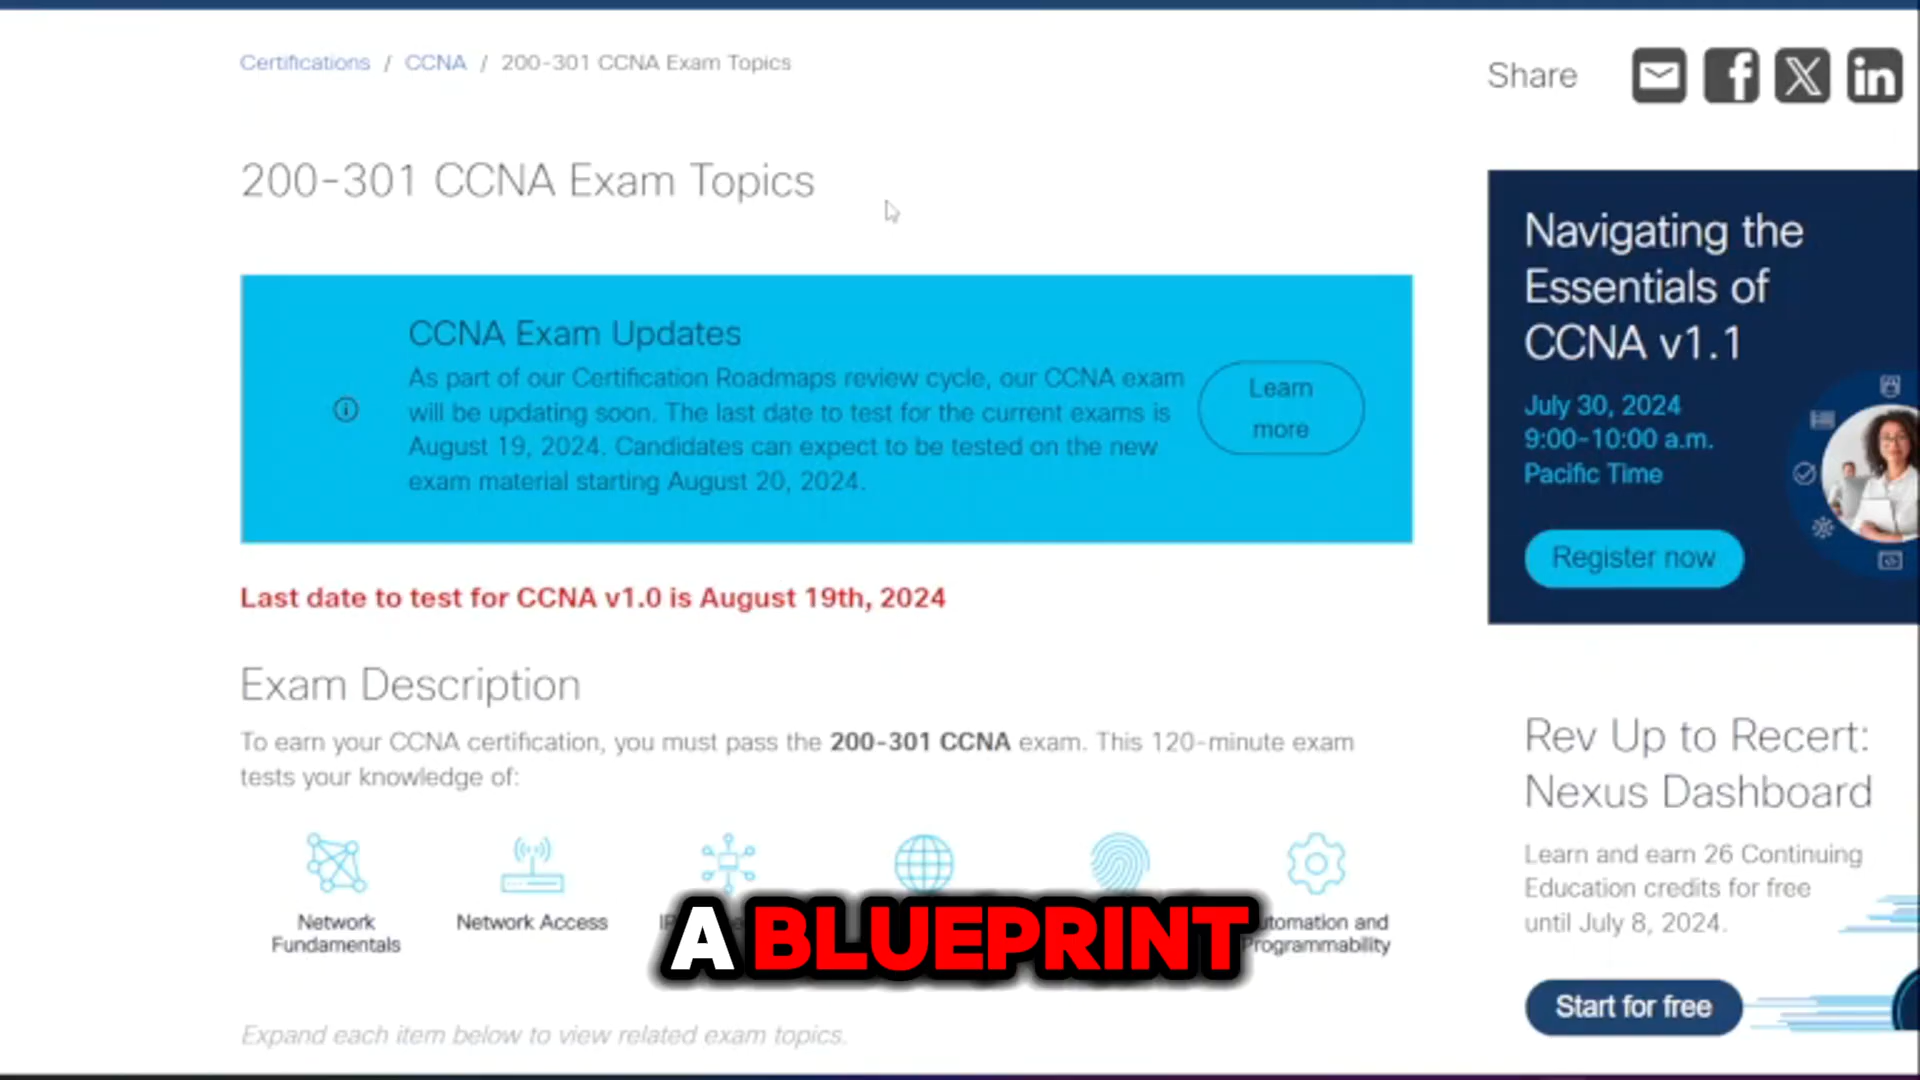 Certifications / CCNA / 200-301 CCNA Exam Topics
Share
200-301 CCNA Exam Topics
CCNA Exam Updates
As part of our Certification Roadmaps review cycle, our CCNA exam
will be updating soon. The last date to test for the current exams is
August 19, 2024. Candidates can expect to be tested on the new
exam material starting August 20, 2024.
Learn
more
Last date to test for CCNA v1.0 is August 19th, 2024
Exam Description
To earn your CCNA certification, you must pass the 200-301 CCNA exam. This 120-minute exam
tests your knowledge of:
Network
Fundamentals
Network Access
Automation and
Programmability
A BLUEPRINT
Expand each item below to view related exam topics.
Navigating the
Essentials of
CCNA v1.1
July 30, 2024
9:00-10:00 a.m.
Pacific Time
Register now
Rev Up to Recert:
Nexus Dashboard
Learn and earn 26 Continuing
Education credits for free
until July 8, 2024.
Start for free